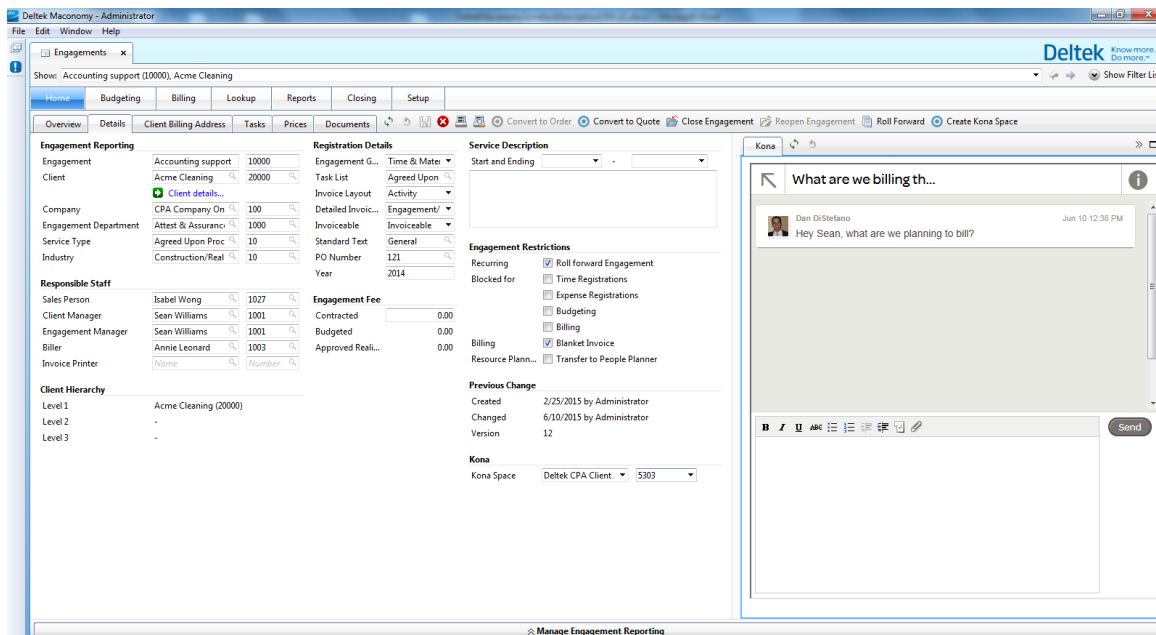 Deltek Maconomy - Administrator
File Edit Window Help
Engagements
Deltek Know more. Do more.™
Show: Accounting support (10000), Acme Cleaning
Show Filter Lis
Home Budgeting Billing Lookup Reports Closing Setup
Overview Details Client Billing Address Tasks Prices Documents Convert to Order Convert to Quote Close Engagement Reopen Engagement Roll Forward Create Kona Space
Engagement Reporting
Engagement Accounting support 10000
Client Acme Cleaning 20000
Client details...
Company CPA Company On 100
Engagement Department Attest & Assuranc 1000
Service Type Agreed Upon Proc 10
Industry Construction/Real 10
Responsible Staff
Sales Person Isabel Wong 1027
Client Manager Sean Williams 1001
Engagement Manager Sean Williams 1001
Biller Annie Leonard 1003
Invoice Printer Name Number
Client Hierarchy
Level 1 Acme Cleaning (20000)
Level 2 -
Level 3 -
Registration Details
Engagement G... Time & Mater
Task List Agreed Upon
Invoice Layout Activity
Detailed Invoic... Engagement/
Invoiceable Invoiceable
Standard Text General
PO Number 121
Year 2014
Engagement Fee
Contracted 0.00
Budgeted 0.00
Approved Reali... 0.00
Service Description
Start and Ending -
Engagement Restrictions
Recurring Roll forward Engagement
Blocked for Time Registrations
Expense Registrations
Budgeting
Billing
Billing Blanket Invoice
Resource Plann... Transfer to People Planner
Previous Change
Created 2/25/2015 by Administrator
Changed 6/10/2015 by Administrator
Version 12
Kona
Kona Space Deltek CPA Client 5303
Kona
What are we billing th...
Dan DiStefano Jun 10 12:38 PM
Hey Sean, what are we planning to bill?
B I U ABC
Send
Manage Engagement Reporting